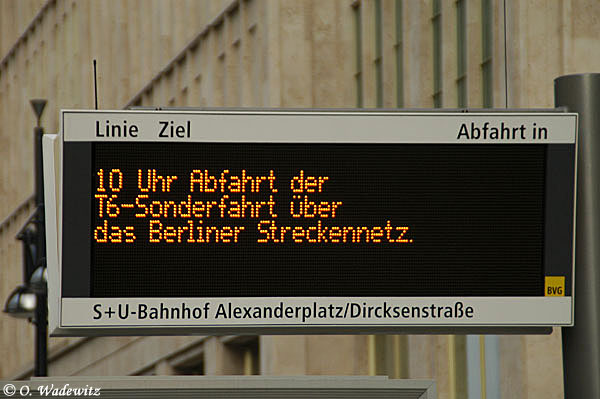 Linie Ziel Abfahrt in
10 Uhr Abfahrt der
T6-Sonderfahrt über
das Berliner Streckennetz.
BVG
S+U-Bahnhof Alexanderplatz/Dircksenstraße
© O. Wadewitz